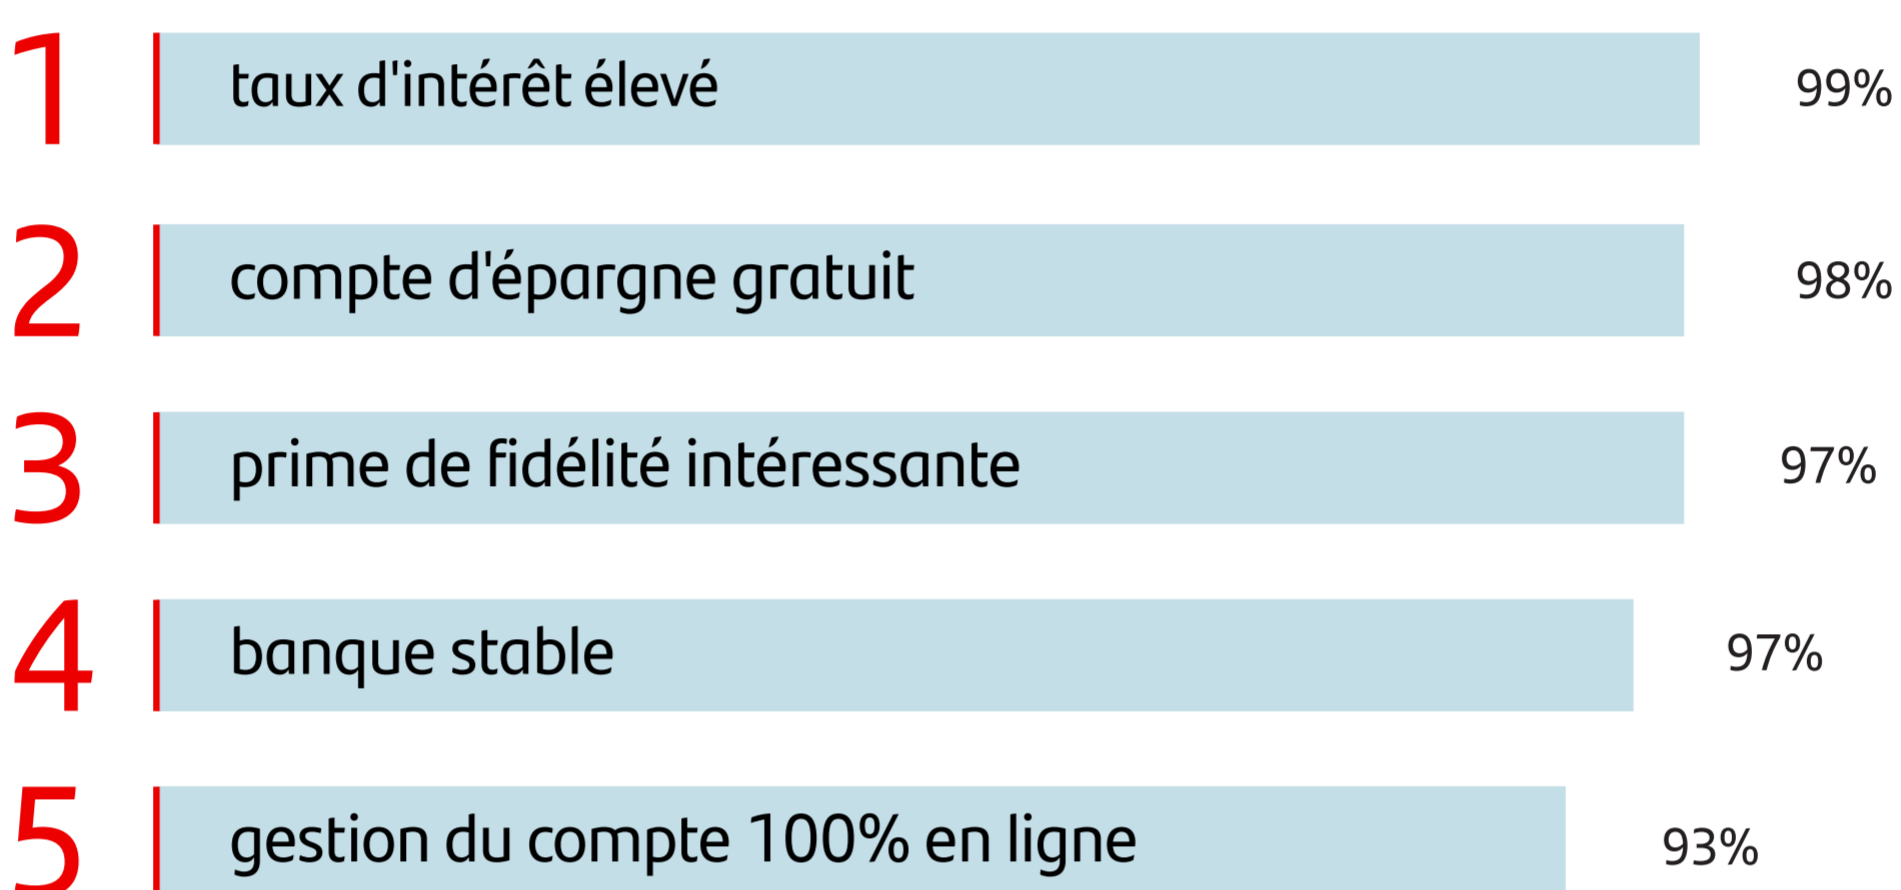 1 taux d'intérêt élevé 99%
2 compte d'épargne gratuit 98%
3 prime de fidélité intéressante 97%
4 banque stable 97%
5 gestion du compte 100% en ligne 93%